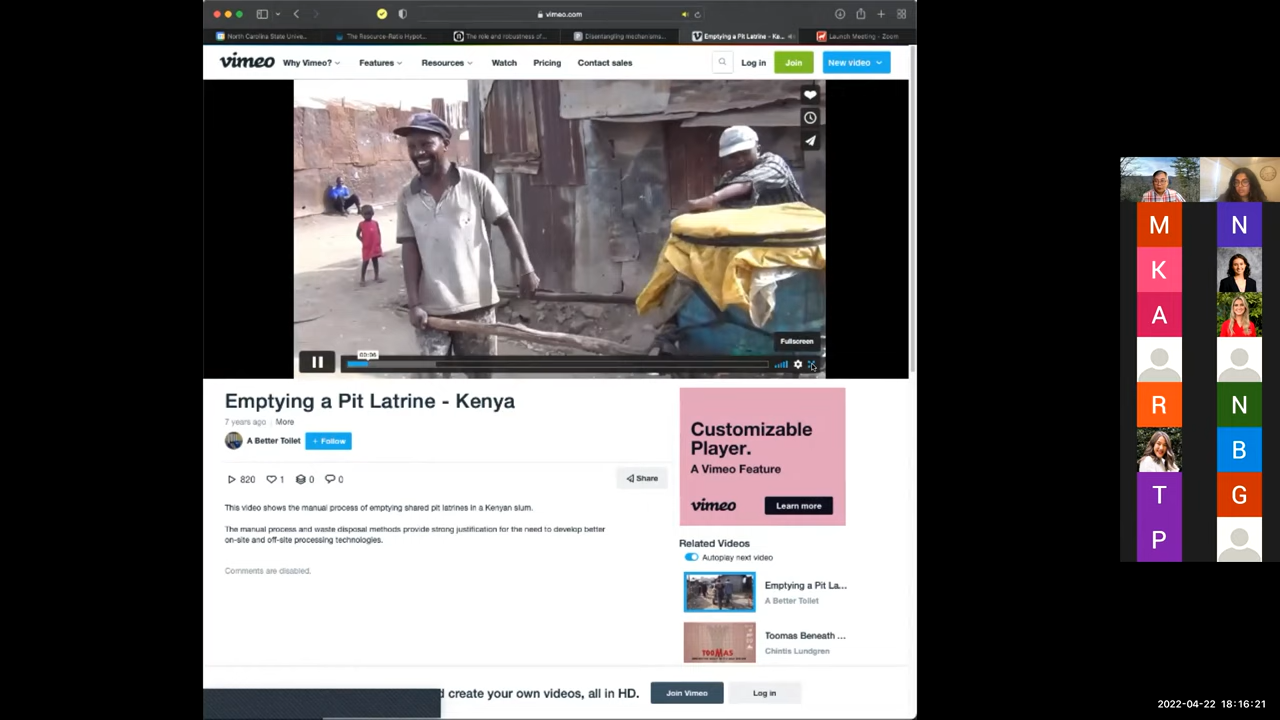 vimeo.com
North Carolina State Unive...
The Resource-Ratio Hypot...
The role and robustness of...
Disentangling mechanisms...
Emptying a Pit Latrine - Ke...
Launch Meeting - Zoom
vimeo
Why Vimeo?
Features
Resources
Watch
Pricing
Contact sales
Log in
Join
New video
Fullscreen
Emptying a Pit Latrine - Kenya
7 years ago
More
A Better Toilet
+ Follow
820
1
0
0
Share
This video shows the manual process of emptying shared pit latrines in a Kenyan slum.
The manual process and waste disposal methods provide strong justification for the need to develop better
on-site and off-site processing technologies.
Comments are disabled.
Customizable
Player.
A Vimeo Feature
vimeo
Learn more
Related Videos
Autoplay next video
Emptying a Pit La...
A Better Toilet
TOOMAS
Toomas Beneath ...
Chintis Lundgren
d create your own videos, all in HD.
Join Vimeo
Log in
M
N
K
A
R
N
B
T
G
P
2022-04-22 18:16:21